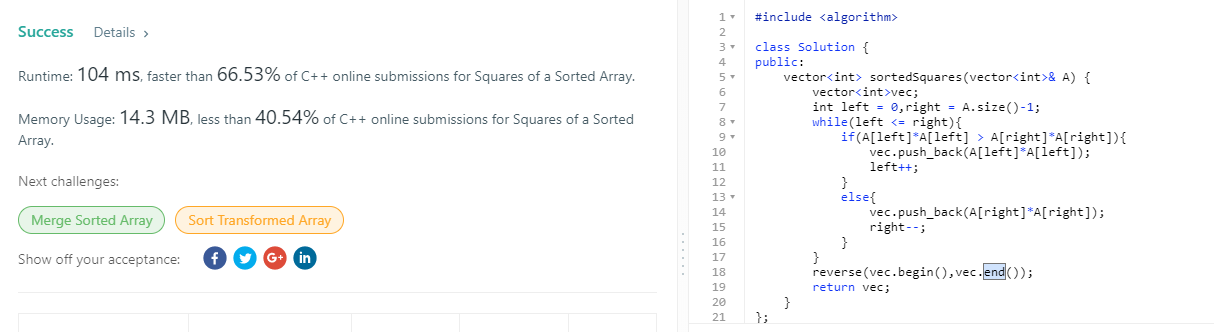 Success Details >
Runtime: 104 ms, faster than 66.53% of C++ online submissions for Squares of a Sorted Array.
Memory Usage: 14.3 MB, less than 40.54% of C++ online submissions for Squares of a Sorted
Array.
Next challenges:
Merge Sorted Array Sort Transformed Array
Show off your acceptance: f G+ in
1 #include <algorithm>
2
3 class Solution {
4 public:
5     vector<int> sortedSquares(vector<int>& A) {
6         vector<int>vec;
7         int left = 0,right = A.size()-1;
8         while(left <= right){
9             if(A[left]*A[left] > A[right]*A[right]){
10                 vec.push_back(A[left]*A[left]);
11                 left++;
12             }
13             else{
14                 vec.push_back(A[right]*A[right]);
15                 right--;
16             }
17         }
18         reverse(vec.begin(),vec.end());
19         return vec;
20     }
21 };